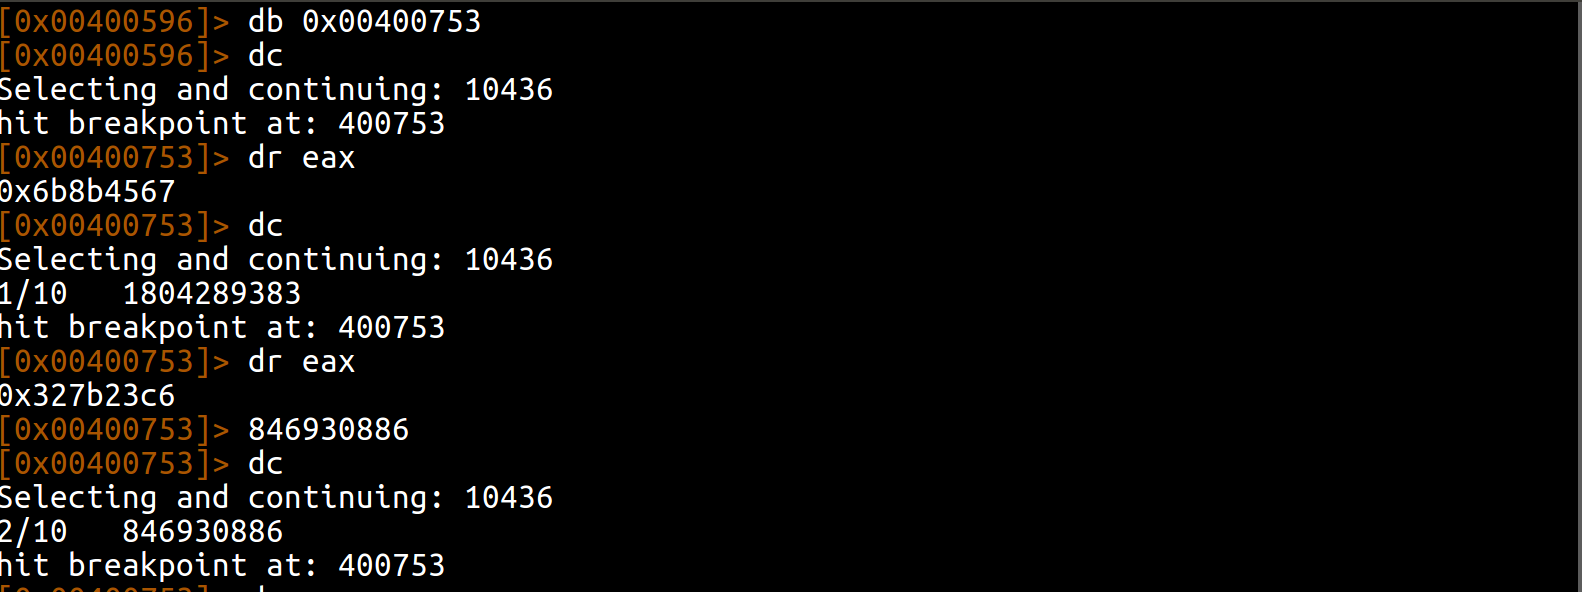 [0x00400596]> db 0x00400753
[0x00400596]> dc
Selecting and continuing: 10436
hit breakpoint at: 400753
[0x00400753]> dr eax
0x6b8b4567
[0x00400753]> dc
Selecting and continuing: 10436
1/10   1804289383
hit breakpoint at: 400753
[0x00400753]> dr eax
0x327b23c6
[0x00400753]> 846930886
[0x00400753]> dc
Selecting and continuing: 10436
2/10   846930886
hit breakpoint at: 400753